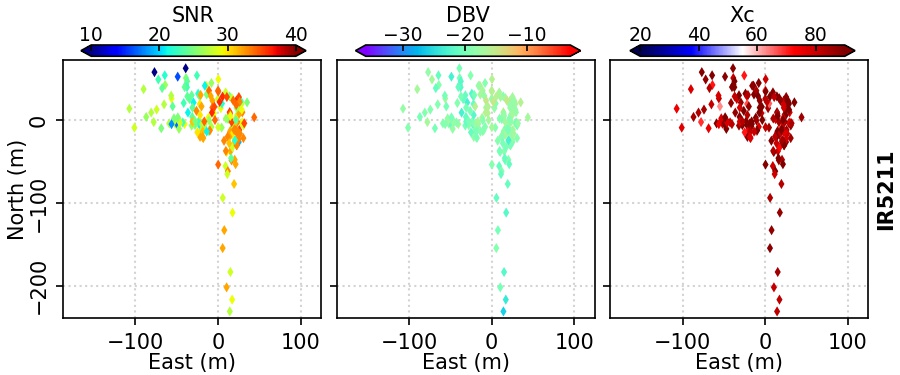 SNR DBV Xc
10 20 30 40 −30 −20 −10 20 40 60 80
North (m)
0
−100
−200
−100 0 100 −100 0 100 −100 0 100
East (m) East (m) East (m)
IR5211